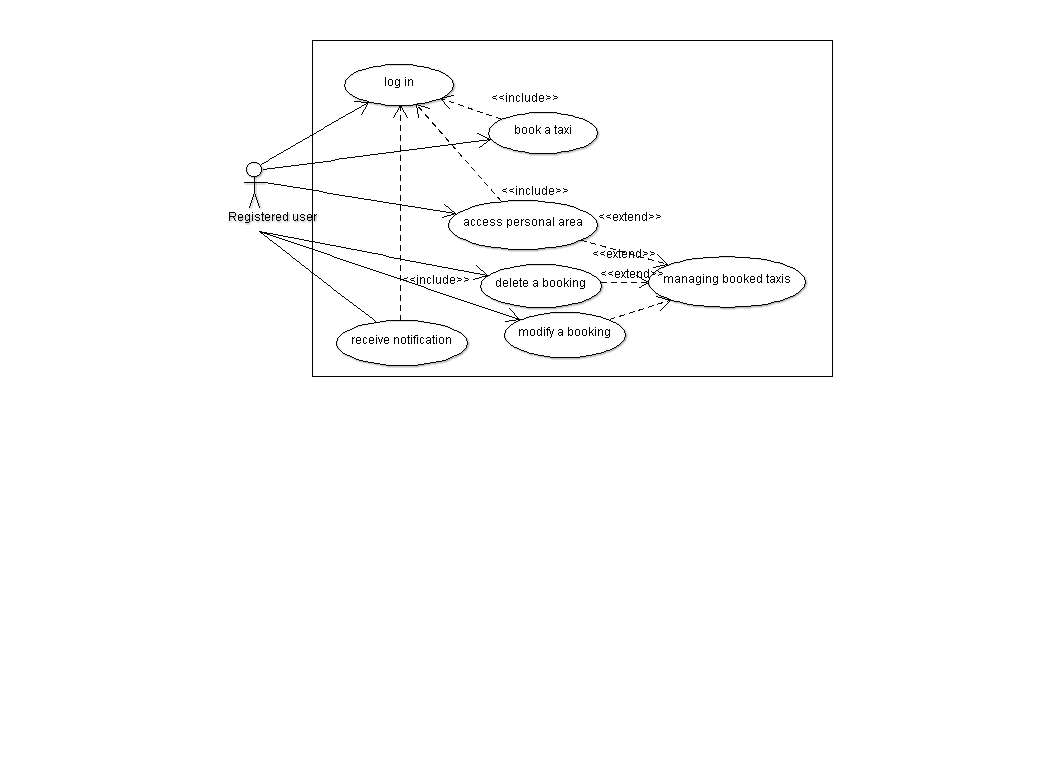 log in
<<include>>
book a taxi
<<include>>
Registered user
access personal area
<<extend>>
<<extend>>
<<include>>
delete a booking
<<extend>>
managing booked taxis
receive notification
modify a booking